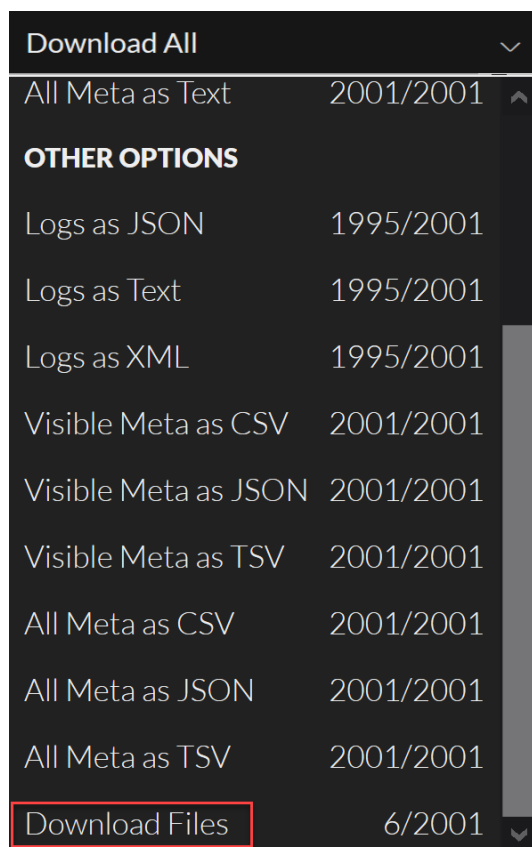 Download All
All Meta as Text 2001/2001
OTHER OPTIONS
Logs as JSON 1995/2001
Logs as Text 1995/2001
Logs as XML 1995/2001
Visible Meta as CSV 2001/2001
Visible Meta as JSON 2001/2001
Visible Meta as TSV 2001/2001
All Meta as CSV 2001/2001
All Meta as JSON 2001/2001
All Meta as TSV 2001/2001
Download Files 6/2001